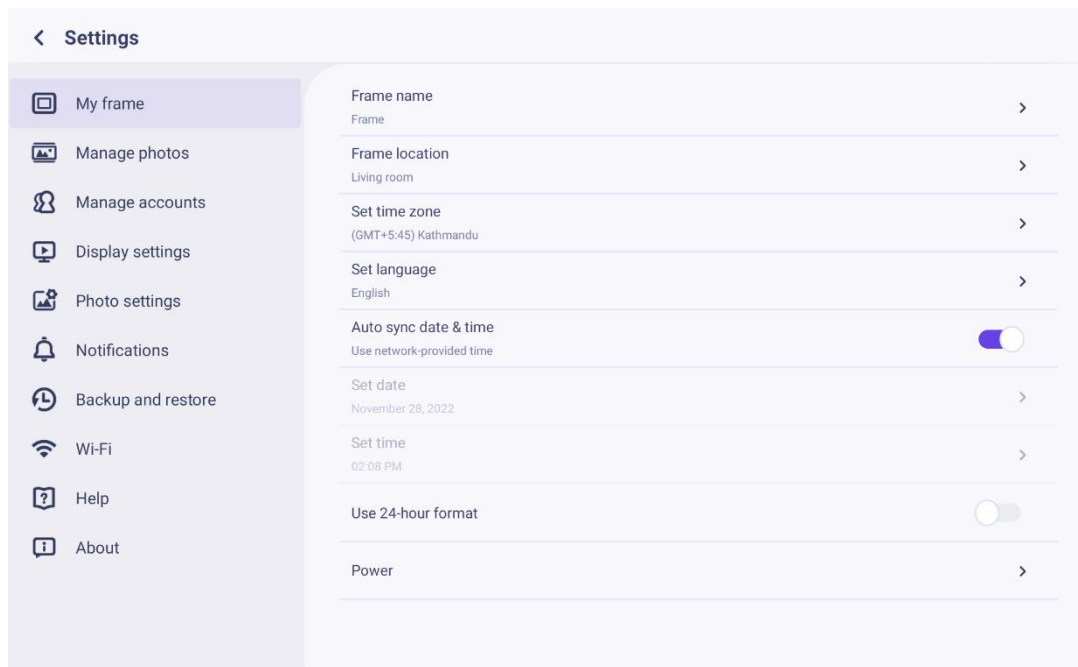 Settings
My frame
Manage photos
Manage accounts
Display settings
Photo settings
Notifications
Backup and restore
Wi-Fi
Help
About
Frame name
Frame
Frame location
Living room
Set time zone
(GMT+5:45) Kathmandu
Set language
English
Auto sync date & time
Use network-provided time
Set date
November 28, 2022
Set time
02:08 PM
Use 24-hour format
Power